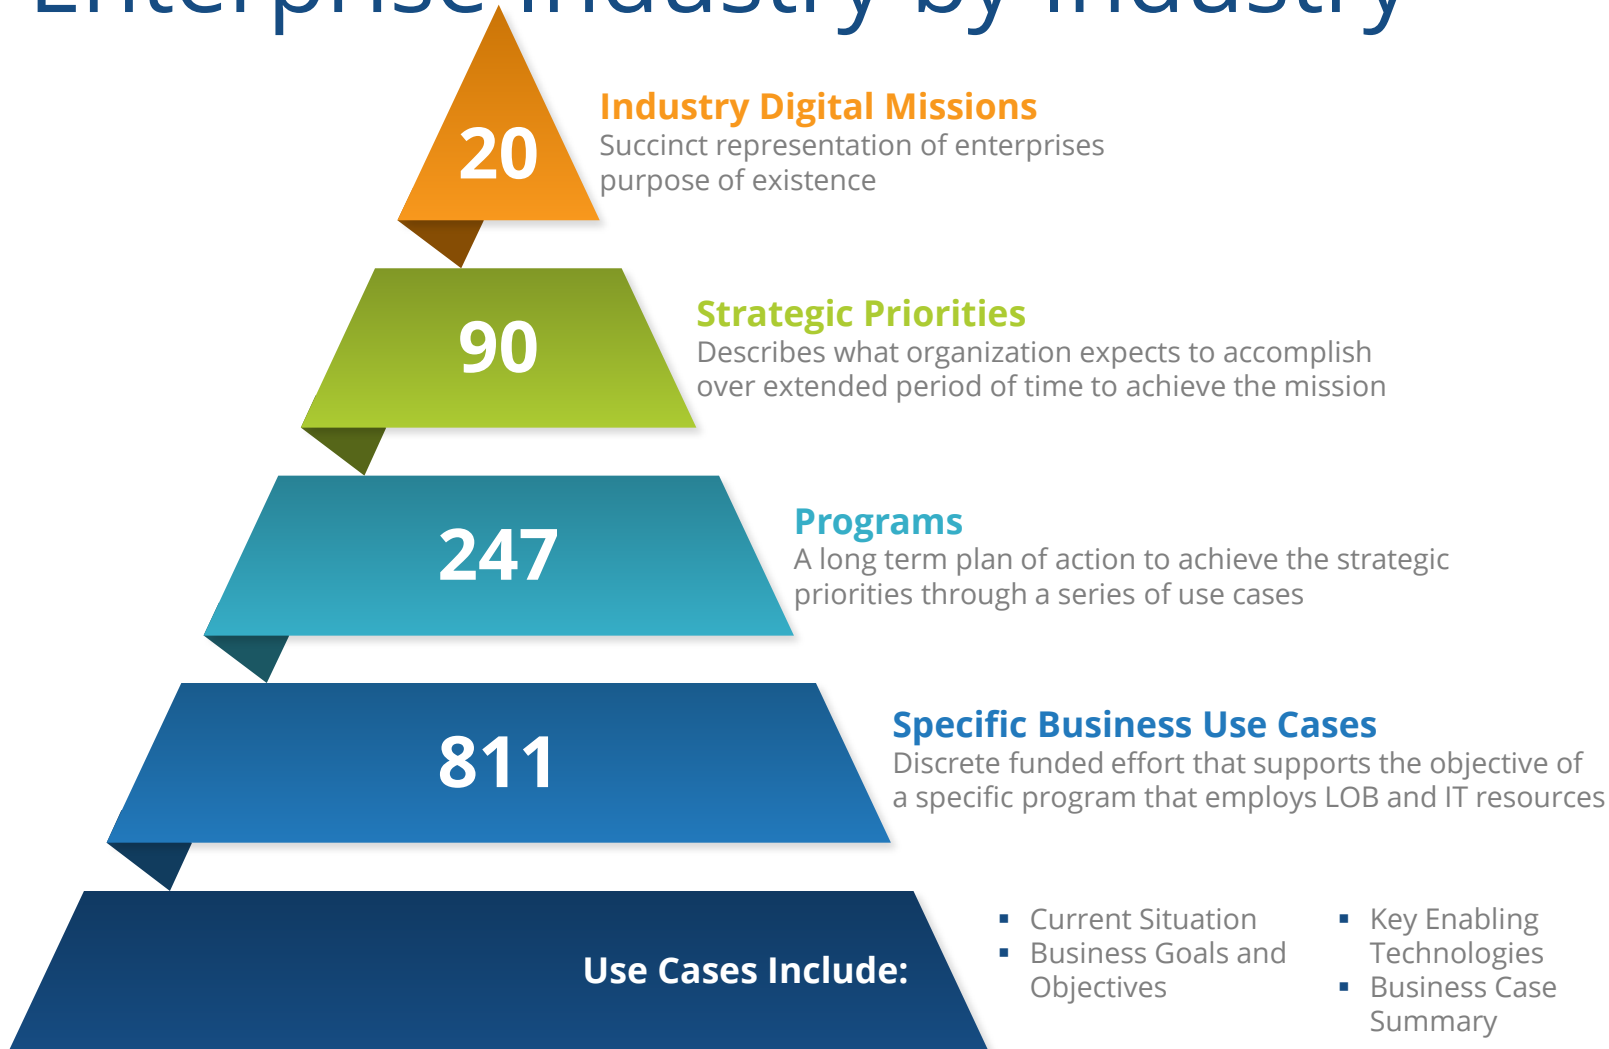 Enterprise Industry by Industry
20
Industry Digital Missions
Succinct representation of enterprises
purpose of existence
90
Strategic Priorities
Describes what organization expects to accomplish
over extended period of time to achieve the mission
247
Programs
A long term plan of action to achieve the strategic
priorities through a series of use cases
811
Specific Business Use Cases
Discrete funded effort that supports the objective of
a specific program that employs LOB and IT resources
Use Cases Include:
▪ Current Situation
▪ Business Goals and
Objectives
▪ Key Enabling
Technologies
▪ Business Case
Summary